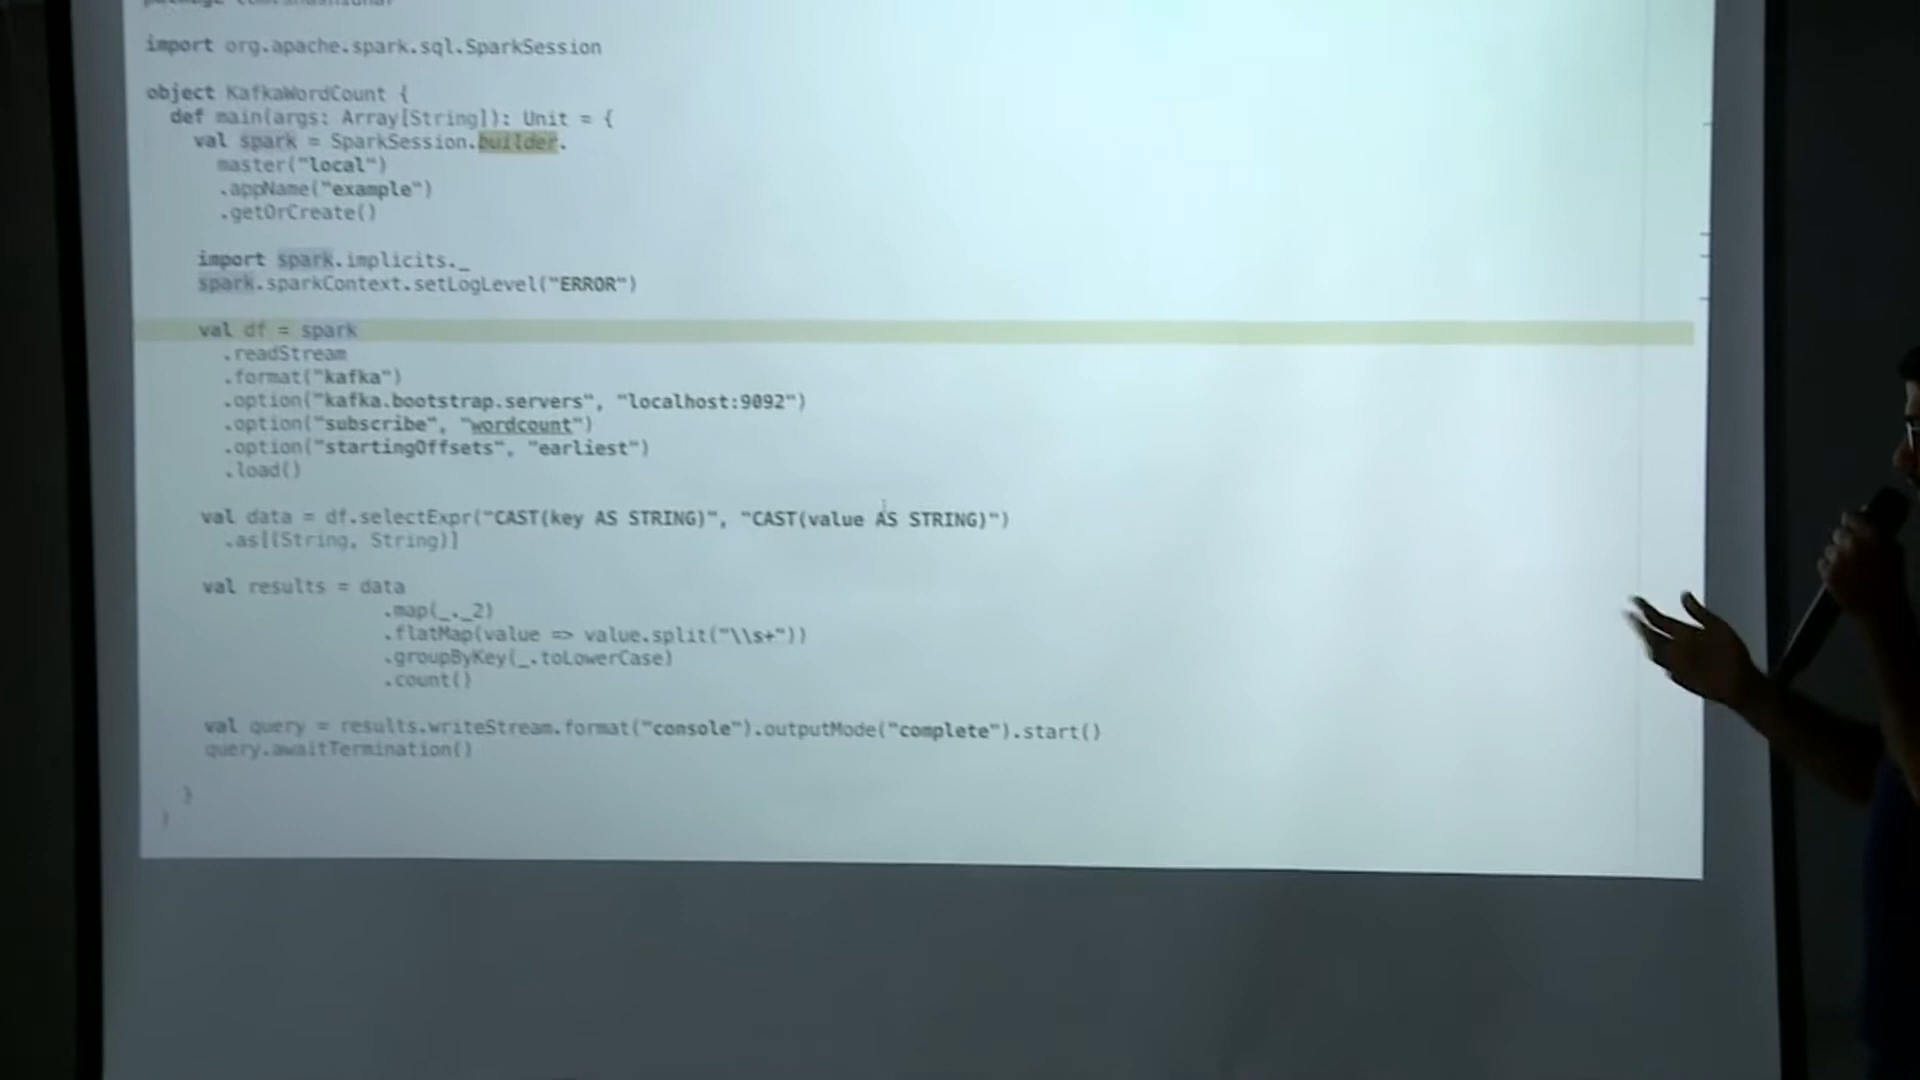 import org.apache.spark.sql.SparkSession
object KafkaWordCount {
def main(args: Array[String]): Unit = {
val spark = SparkSession.builder.
master("local")
.appName("example")
.getOrCreate()
import spark.implicits._
spark.sparkContext.setLogLevel("ERROR")
val df = spark
.readStream
.format("kafka")
.option("kafka.bootstrap.servers", "localhost:9092")
.option("subscribe", "wordcount")
.option("startingOffsets", "earliest")
.load()
val data = df.selectExpr("CAST(key AS STRING)", "CAST(value AS STRING)")
.as[(String, String)]
val results = data
.map(_._2)
.flatMap(value => value.split("\\s+"))
.groupByKey(_.toLowerCase)
.count()
val query = results.writeStream.format("console").outputMode("complete").start()
query.awaitTermination()
}
}